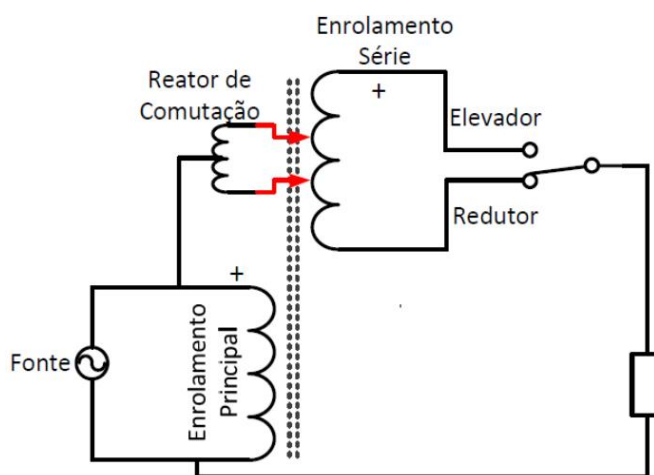 Enrolamento
Série
+
Reator de
Comutação
Elevador
Redutor
+
Enrolamento
Principal
Fonte